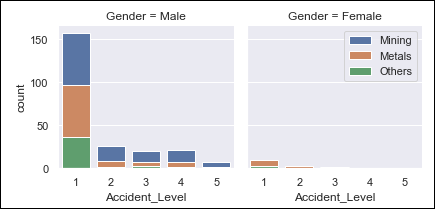 Gender = Male
Gender = Female
Mining
Metals
Others
count
150
100
50
0
1 2 3 4 5
1 2 3 4 5
Accident_Level
Accident_Level